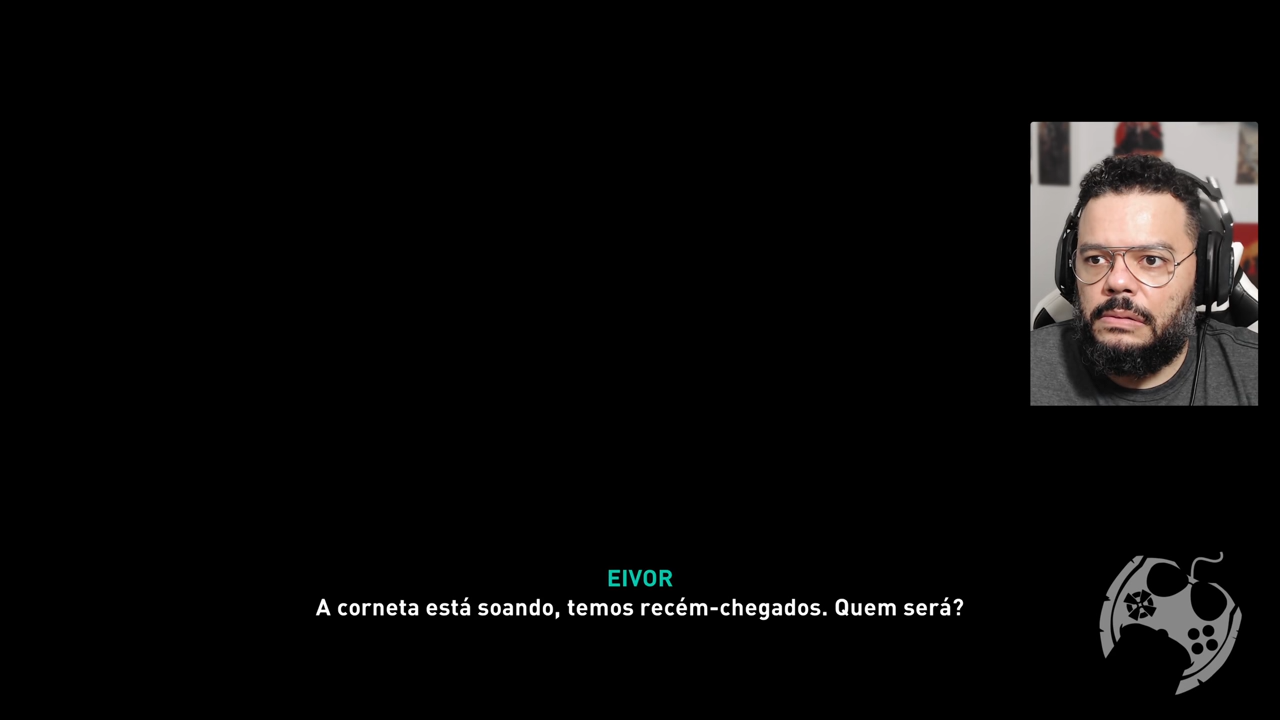 EIVOR
A corneta está soando, temos recém-chegados. Quem será?